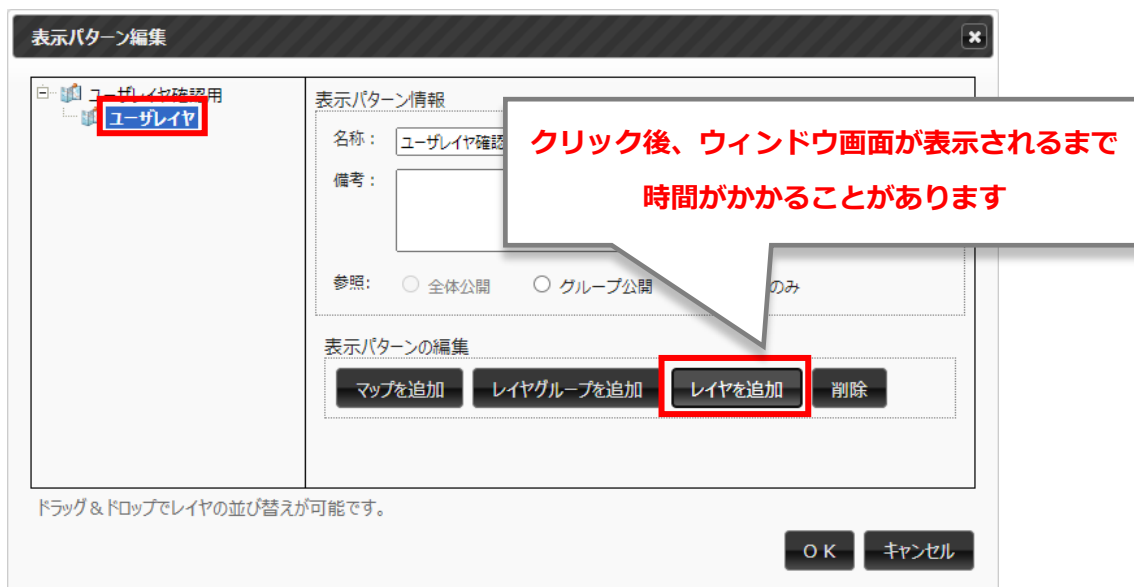 表示パターン編集
ユーザレイヤ確認用
ユーザレイヤ
表示パターン情報
名称： ユーザレイヤ確認
備考：
クリック後、ウィンドウ画面が表示されるまで
時間がかかることがあります
参照: 全体公開 グループ公開 のみ
表示パターンの編集
マップを追加 レイヤグループを追加 レイヤを追加 削除
ドラッグ＆ドロップでレイヤの並び替えが可能です。
ＯＫ キャンセル